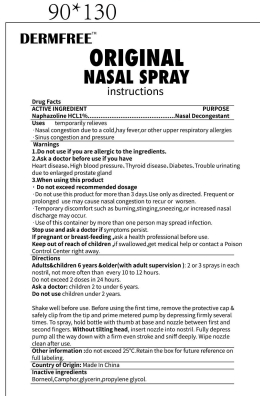 90*130
DERMFREE™
ORIGINAL
NASAL SPRAY
instructions
Drug Facts
ACTIVE INGREDIENT PURPOSE
Naphazoline HCL1%............................................Nasal Decongestant
Uses temporarily relieves
·Nasal congestion due to a cold,hay fever,or other upper respiratory allergies
·Sinus congestion and pressure
Warnings
1.Do not use if you are allergic to the ingredients.
2.Ask a doctor before use if you have
Heart disease, High blood pressure, Thyroid disease, Diabetes, Trouble urinating
due to enlarged prostate gland
3.When using this product
· Do not exceed recommended dosage
·Do not use this product for more than 3 days.Use only as directed. Frequent or
prolonged use may cause nasal congestion to recur or worsen.
·Temporary discomfort such as burning,stinging,sneezing,or increased nasal
discharge may occur.
·Use of this container by more than one person may spread infection.
Stop use and ask a doctor if symptoms persist.
If pregnant or breast-feeding ,ask a health professional before use.
Keep out of reach of children ,if swallowed,get medical help or contact a Poison
Control Center right away.
Directions
Adults&children 6 years &older(with adult supervision ): 2 or 3 sprays in each
nostril, not more often than every 10 to 12 hours.
Do not exceed 2 doses in 24 hours.
Ask a doctor: children 2 to under 6 years.
Do not use children under 2 years.
Shake well before use Before using the first time, remove the protective cap &
safely clip from the tip and prime metered pump by depressing firmly several
times. To spray, hold bottle with thumb at base and nozzle between first and
second fingers. Without tilting head, insert nozzle into nostril. Fully depress
pump all the way down with a firm even stroke and sniff deeply. Wipe nozzle
clean after use.
Other information :do not exceed 25°C.Retain the box for future reference on
full labeling.
Country of Origin: Made In China
Inactive ingredients
Borneol,Camphor,glycerin,propylene glycol.